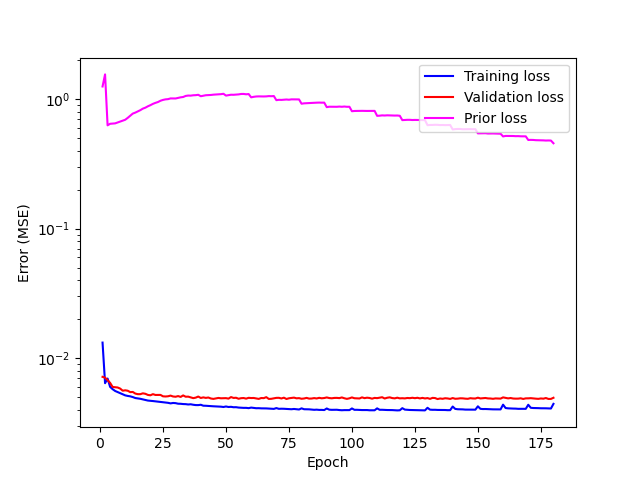 Training loss
Validation loss
Prior loss
10⁰
10⁻¹
10⁻²
Error (MSE)
0 25 50 75 100 125 150 175
Epoch